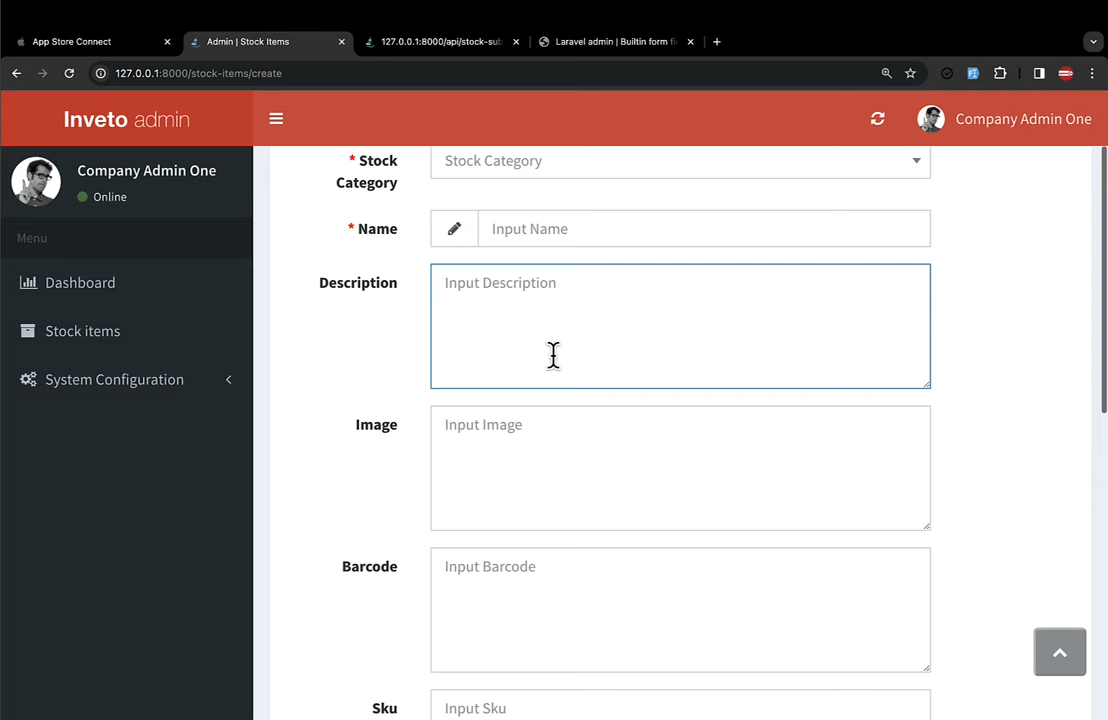 App Store Connect
Admin | Stock Items
127.0.0.1:8000/api/stock-sub
Laravel admin | Builtin form fi
127.0.0.1:8000/stock-items/create
Inveto admin
Company Admin One
Company Admin One
Online
Menu
Dashboard
Stock items
System Configuration
* Stock Category
Stock Category
* Name
Input Name
Description
Input Description
Image
Input Image
Barcode
Input Barcode
Sku
Input Sku